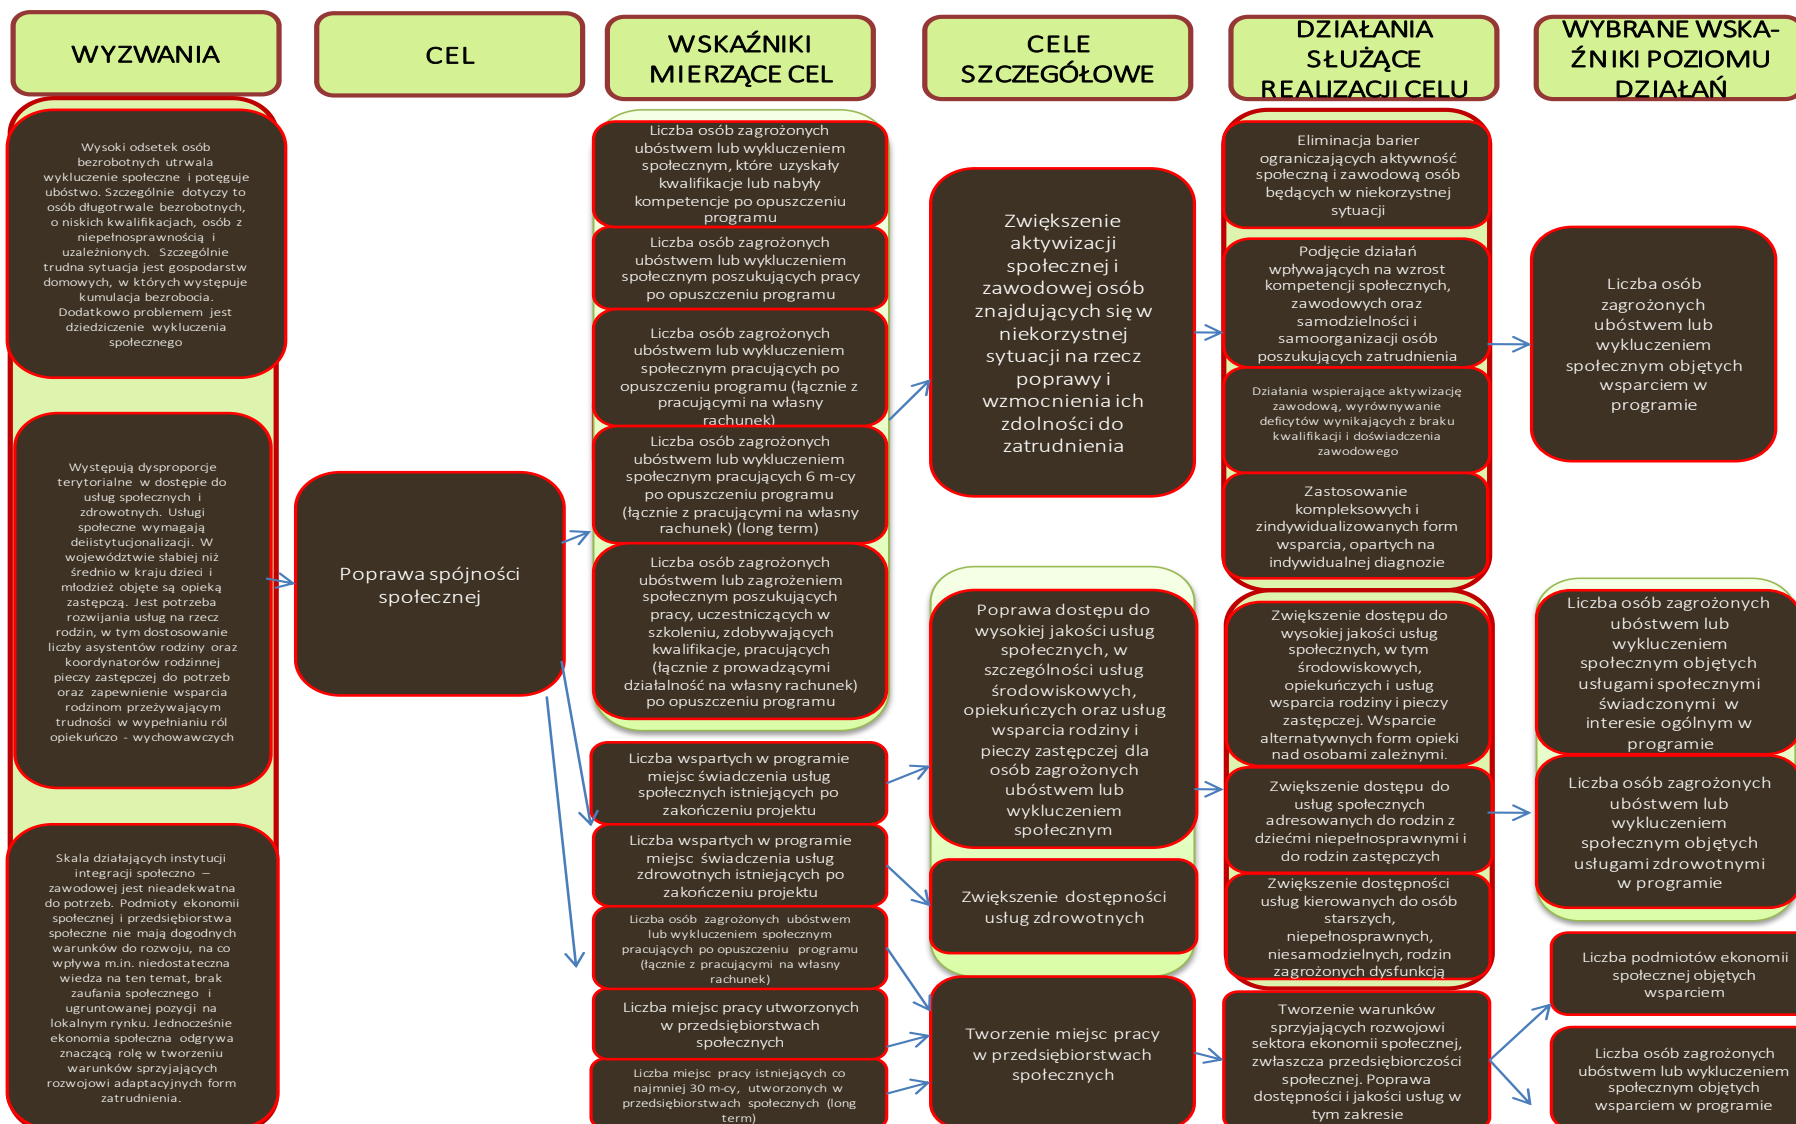 WYZWANIA
CEL
WSKAŹNIKI
MIERZĄCE CEL
CELE
SZCZEGÓŁOWE
DZIAŁANIA
SŁUŻĄCE
REALIZACJI CELU
WYBRANE WSKA-
ŹNIKI POZIOMU
DZIAŁAŃ
Wysoki odsetek osób
bezrobotnych utrwala
wykluczenie społeczne i potęguje
ubóstwo. Szczególnie dotyczy to
osób długotrwale bezrobotnych,
o niskich kwalifikacjach, osób z
niepełnosprawnością i
uzależnionych. Szczególnie
trudna sytuacja jest gospodarstw
domowych, w których występuje
kumulacja bezrobocia.
Dodatkowo problemem jest
dziedziczenie wykluczenia
społecznego
Występują dysproporcje
terytorialne w dostępie do
usług społecznych i
zdrowotnych. Usługi
społeczne wymagają
deiistytucjonalizacji. W
województwie słabiej niż
średnio w kraju dzieci i
młodzież objęte są opieką
zastępczą. Jest potrzeba
rozwijania usług na rzecz
rodzin, w tym dostosowanie
liczby asystentów rodziny oraz
koordynatorów rodzinnej
pieczy zastępczej do potrzeb
oraz zapewnienie wsparcia
rodzinom przeżywającym
trudności w wypełnianiu ról
opiekuńczo - wychowawczych
Skala działających instytucji
integracji społeczno –
zawodowej jest nieadekwatna
do potrzeb. Podmioty ekonomii
społecznej i przedsiębiorstwa
społeczne nie mają dogodnych
warunków do rozwoju, na co
wpływa m.in. niedostateczna
wiedza na ten temat, brak
zaufania społecznego i
ugruntowanej pozycji na
lokalnym rynku. Jednocześnie
ekonomia społeczna odgrywa
znaczącą rolę w tworzeniu
warunków sprzyjających
rozwojowi adaptacyjnych form
zatrudnienia.
Poprawa spójności
społecznej
Liczba osób zagrożonych
ubóstwem lub wykluczeniem
społecznym, które uzyskały
kwalifikacje lub nabyły
kompetencje po opuszczeniu
programu
Liczba osób zagrożonych
ubóstwem lub wykluczeniem
społecznym poszukujących pracy
po opuszczeniu programu
Liczba osób zagrożonych
ubóstwem lub wykluczeniem
społecznym pracujących po
opuszczeniu programu (łącznie z
pracującymi na własny
rachunek)
Liczba osób zagrożonych
ubóstwem lub wykluczeniem
społecznym pracujących 6 m-cy
po opuszczeniu programu
(łącznie z pracującymi na własny
rachunek) (long term)
Liczba osób zagrożonych
ubóstwem lub zagrożeniem
społecznym poszukujących
pracy, uczestniczących w
szkoleniu, zdobywających
kwalifikacje, pracujących
(łącznie z prowadzącymi
działalność na własny rachunek)
po opuszczeniu programu
Liczba wspartych w programie
miejsc świadczenia usług
społecznych istniejących po
zakończeniu projektu
Liczba wspartych w programie
miejsc świadczenia usług
zdrowotnych istniejących po
zakończeniu projektu
Liczba osób zagrożonych ubóstwem
lub wykluczeniem społecznym
pracujących po opuszczeniu programu
(łącznie z pracującymi na własny
rachunek)
Liczba miejsc pracy utworzonych
w przedsiębiorstwach
społecznych
Liczba miejsc pracy istniejących co
najmniej 30 m-cy, utworzonych w
przedsiębiorstwach społecznych (long
term)
Zwiększenie
aktywizacji
społecznej i
zawodowej osób
znajdujących się w
niekorzystnej
sytuacji na rzecz
poprawy i
wzmocnienia ich
zdolności do
zatrudnienia
Poprawa dostępu do
wysokiej jakości usług
społecznych, w
szczególności usług
środowiskowych,
opiekuńczych oraz usług
wsparcia rodziny i
pieczy zastępczej dla
osób zagrożonych
ubóstwem lub
wykluczeniem
społecznym
Zwiększenie dostępności
usług zdrowotnych
Tworzenie miejsc pracy
w przedsiębiorstwach
społecznych
Eliminacja barier
ograniczających aktywność
społeczną i zawodową osób
będących w niekorzystnej
sytuacji
Podjęcie działań
wpływających na wzrost
kompetencji społecznych,
zawodowych oraz
samodzielności i
samoorganizacji osób
poszukujących zatrudnienia
Działania wspierające aktywizację
zawodową, wyrównywanie
deficytów wynikających z braku
kwalifikacji i doświadczenia
zawodowego
Zastosowanie
kompleksowych i
zindywidualizowanych form
wsparcia, opartych na
indywidualnej diagnozie
Zwiększenie dostępu do
wysokiej jakości usług
społecznych, w tym
środowiskowych,
opiekuńczych i usług
wsparcia rodziny i pieczy
zastępczej. Wsparcie
alternatywnych form opieki
nad osobami zależnymi.
Zwiększenie dostępu do
usług społecznych
adresowanych do rodzin z
dziećmi niepełnosprawnymi i
do rodzin zastępczych
Zwiększenie dostępności
usług kierowanych do osób
starszych,
niepełnosprawnych,
niesamodzielnych, rodzin
zagrożonych dysfunkcją
Tworzenie warunków
sprzyjających rozwojowi
sektora ekonomii społecznej,
zwłaszcza przedsiębiorczości
społecznej. Poprawa
dostępności i jakości usług w
tym zakresie
Liczba osób
zagrożonych
ubóstwem lub
wykluczeniem
społecznym objętych
wsparciem w
programie
Liczba osób zagrożonych
ubóstwem lub
wykluczeniem
społecznym objętych
usługami społecznymi
świadczonymi w
interesie ogólnym w
programie
Liczba osób zagrożonych
ubóstwem lub
wykluczeniem
społecznym objętych
usługami zdrowotnymi
w programie
Liczba podmiotów ekonomii
społecznej objętych
wsparciem
Liczba osób zagrożonych
ubóstwem lub wykluczeniem
społecznym objętych
wsparciem w programie